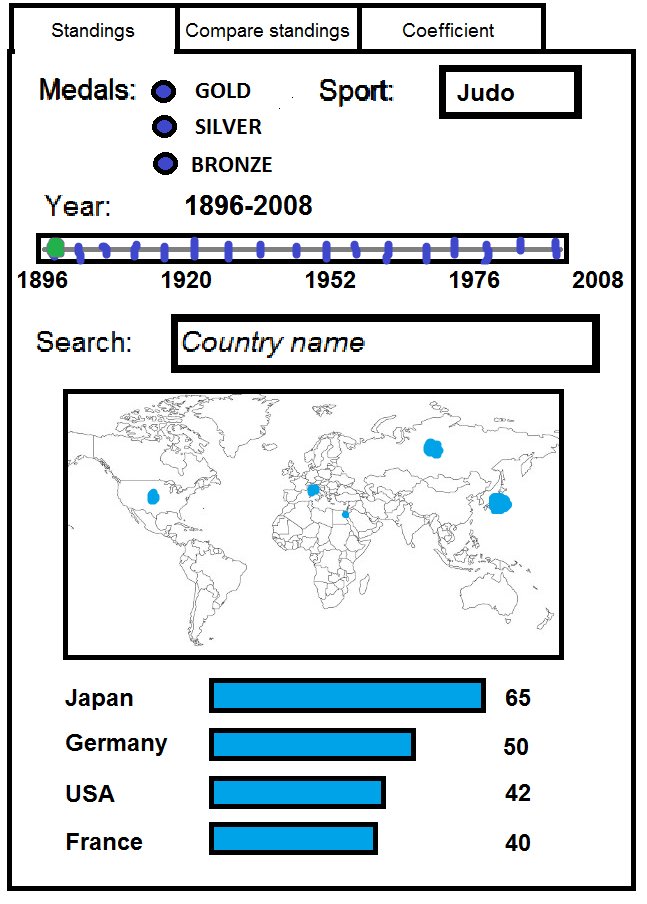 Standings Compare standings Coefficient
Medals: GOLD Sport: Judo
SILVER
BRONZE
Year: 1896-2008
1896 1920 1952 1976 2008
Search: Country name
Japan 65
Germany 50
USA 42
France 40